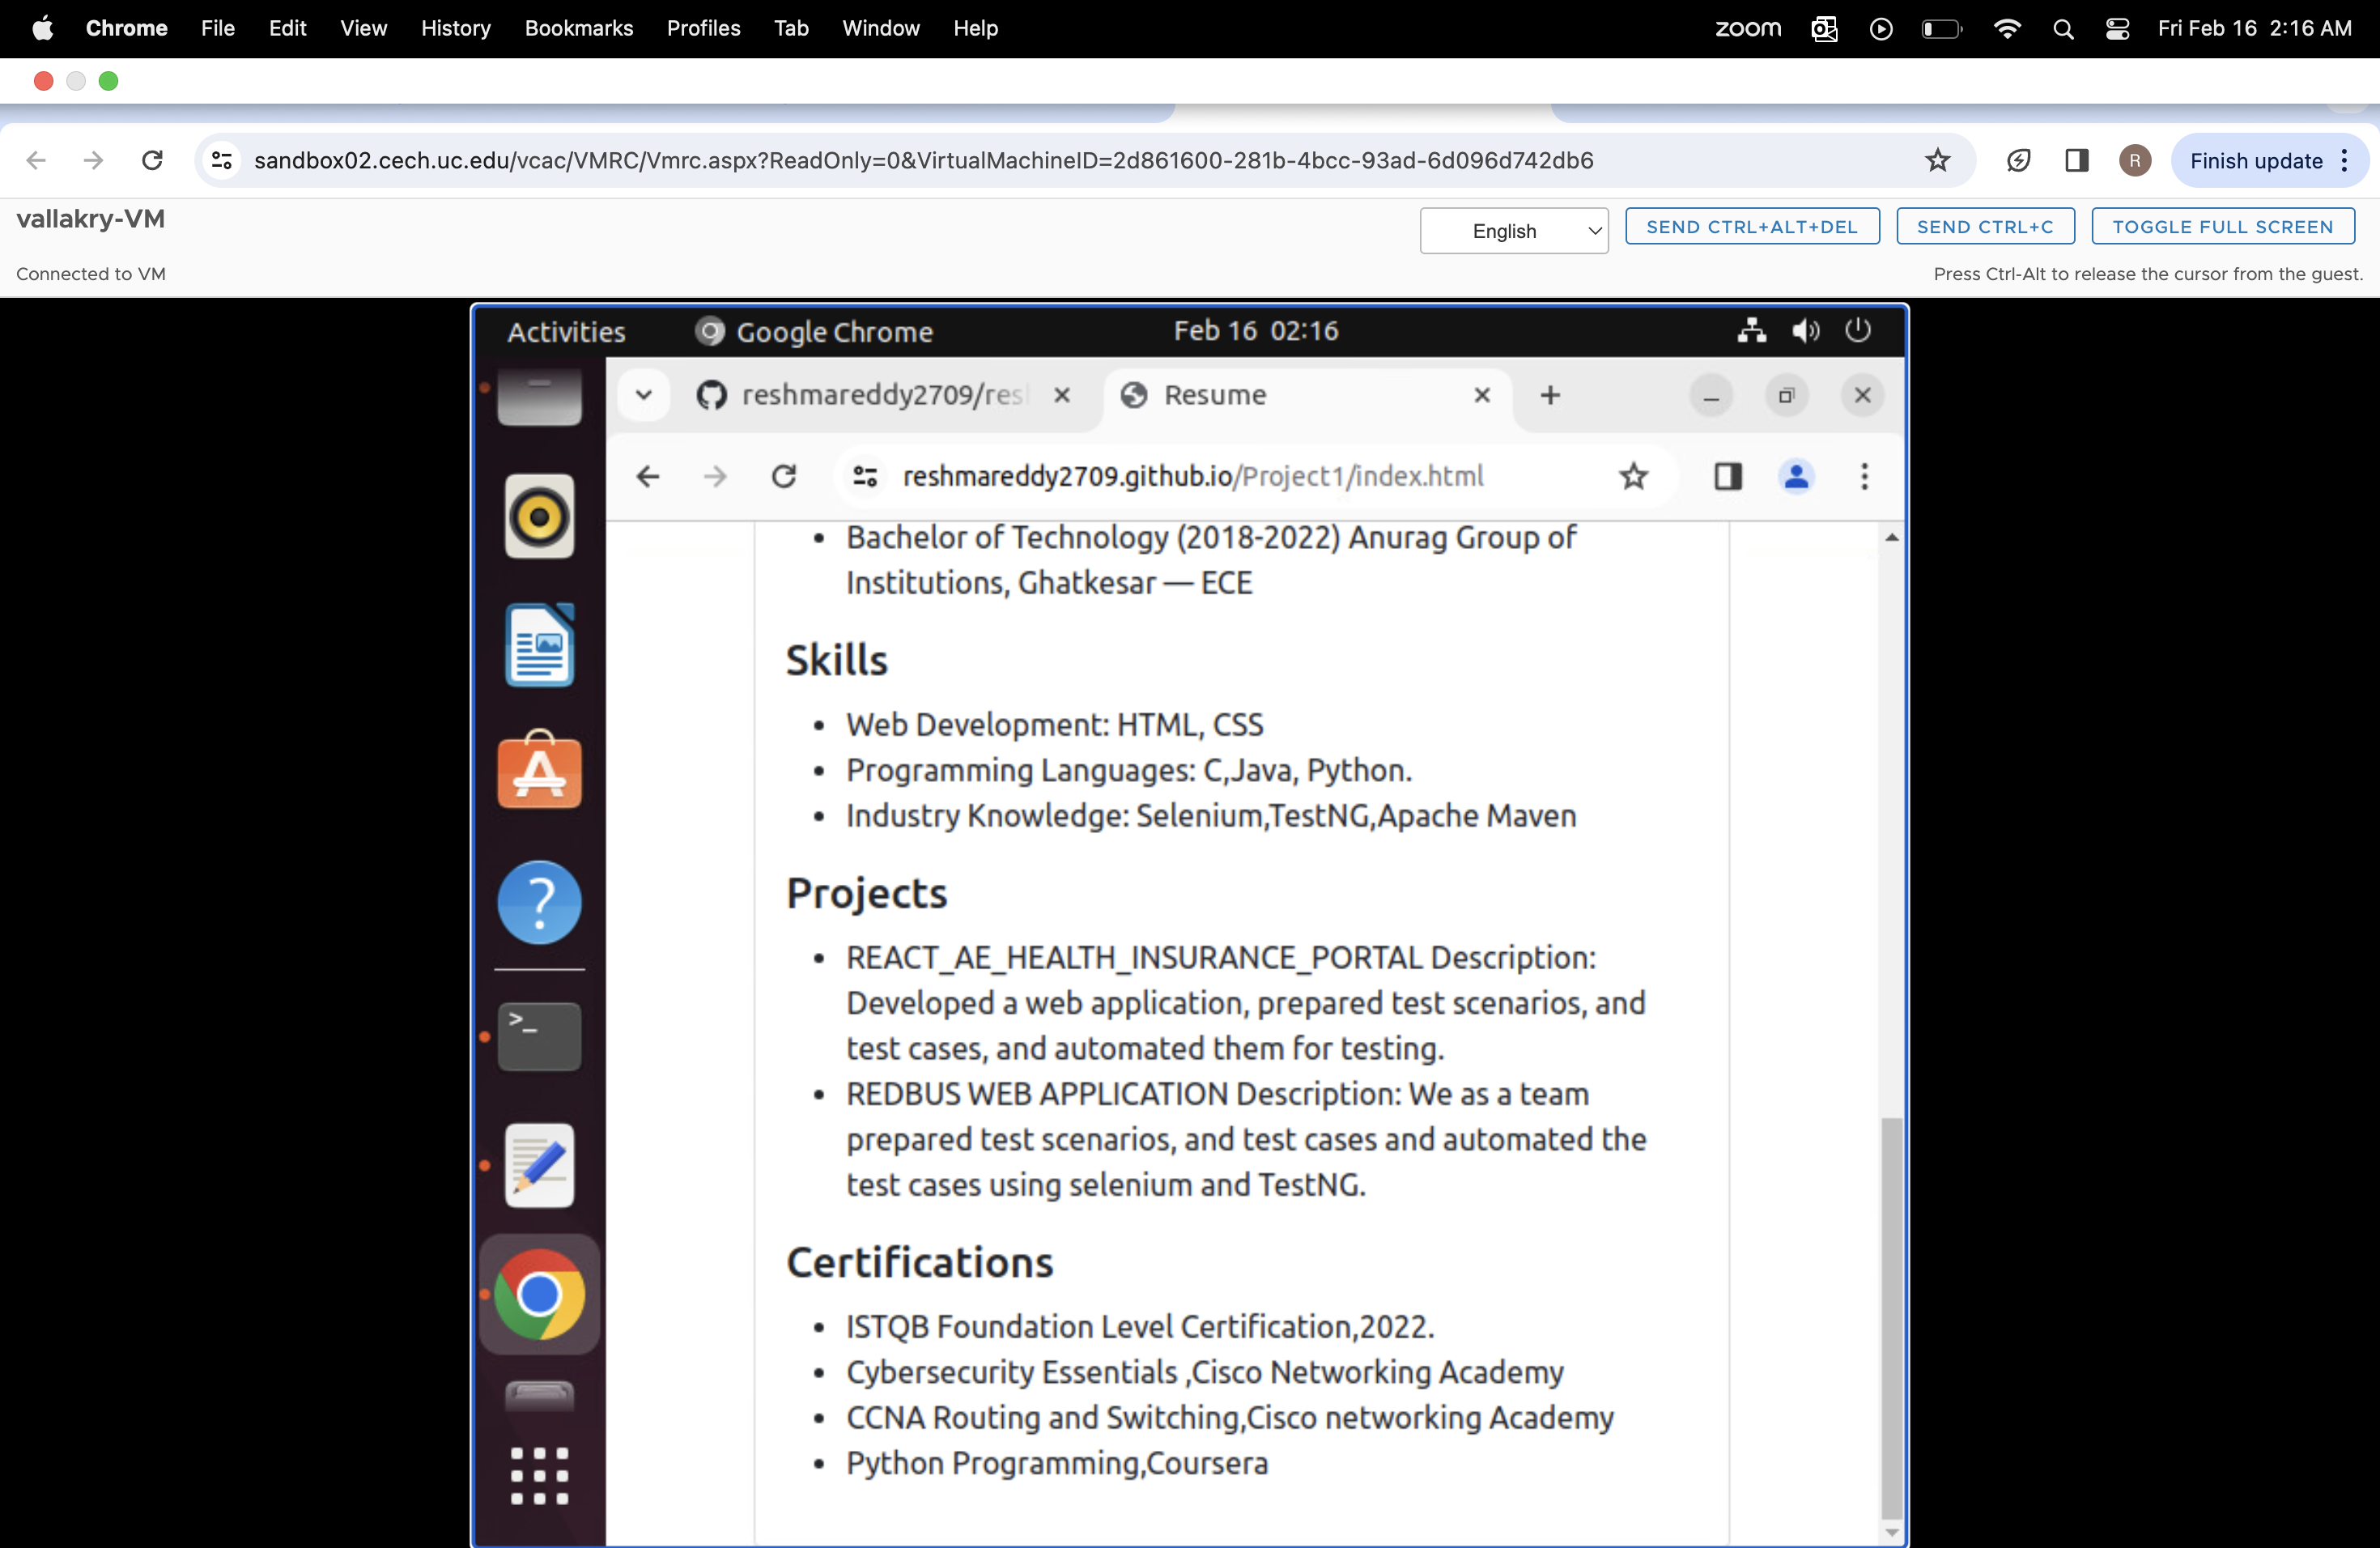 Chrome File Edit View History Bookmarks Profiles Tab Window Help zoom Fri Feb 16 2:16 AM
sandbox02.cech.uc.edu/vcac/VMRC/Vmrc.aspx?ReadOnly=0&VirtualMachineID=2d861600-281b-4bcc-93ad-6d096d742db6 R Finish update
vallakry-VM English SEND CTRL+ALT+DEL SEND CTRL+C TOGGLE FULL SCREEN
Connected to VM Press Ctrl-Alt to release the cursor from the guest.
Activities Google Chrome Feb 16 02:16
reshmareddy2709/res Resume
reshmareddy2709.github.io/Project1/index.html
• Bachelor of Technology (2018-2022) Anurag Group of
Institutions, Ghatkesar — ECE
Skills
• Web Development: HTML, CSS
• Programming Languages: C,Java, Python.
• Industry Knowledge: Selenium,TestNG,Apache Maven
Projects
• REACT_AE_HEALTH_INSURANCE_PORTAL Description:
Developed a web application, prepared test scenarios, and
test cases, and automated them for testing.
• REDBUS WEB APPLICATION Description: We as a team
prepared test scenarios, and test cases and automated the
test cases using selenium and TestNG.
Certifications
• ISTQB Foundation Level Certification,2022.
• Cybersecurity Essentials ,Cisco Networking Academy
• CCNA Routing and Switching,Cisco networking Academy
• Python Programming,Coursera